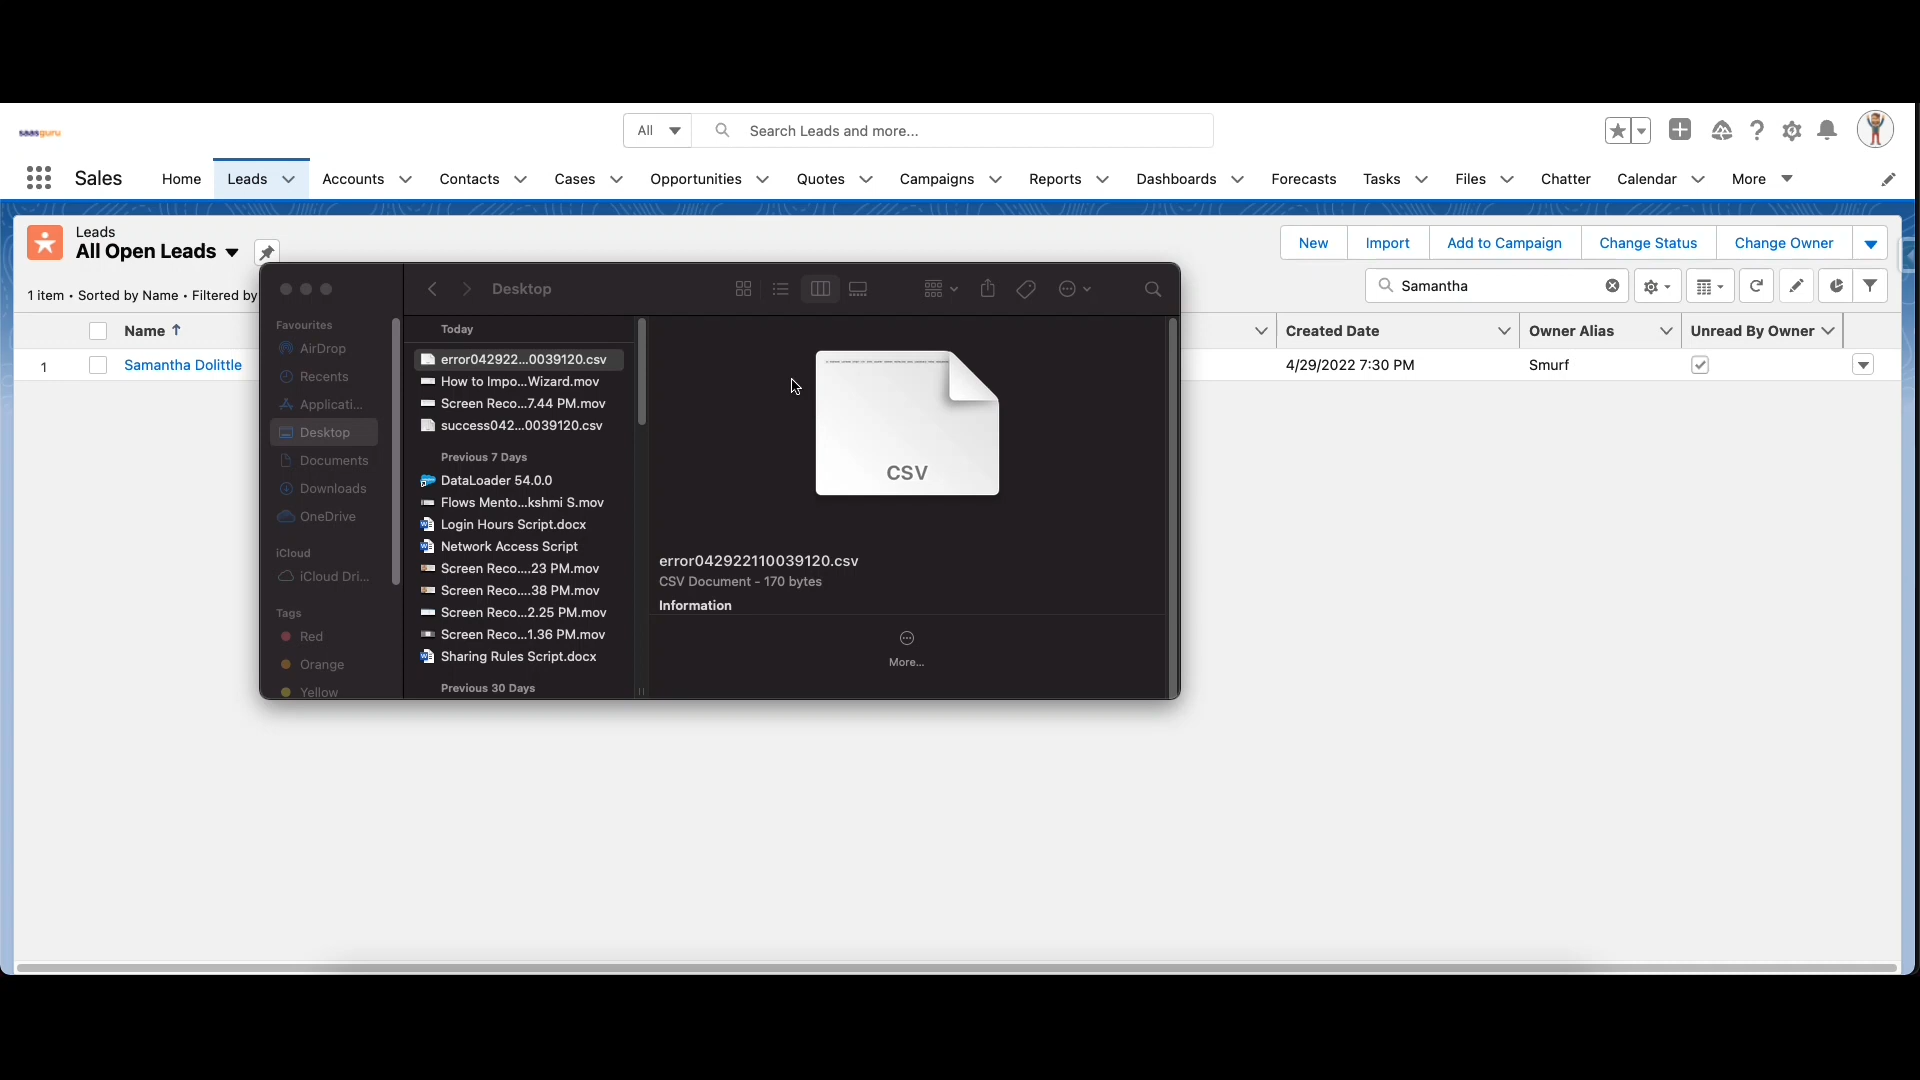 saasguru
All
Search Leads and more...
Sales
Home
Leads
Accounts
Contacts
Cases
Opportunities
Quotes
Campaigns
Reports
Dashboards
Forecasts
Tasks
Files
Chatter
Calendar
More
Leads
All Open Leads
New
Import
Add to Campaign
Change Status
Change Owner
1 item • Sorted by Name • Filtered by
Samantha
Name
Created Date
Owner Alias
Unread By Owner
1
Samantha Dolittle
4/29/2022 7:30 PM
Smurf
Desktop
Favourites
AirDrop
Recents
Applicati...
Desktop
Documents
Downloads
OneDrive
iCloud
iCloud Dri...
Tags
Red
Orange
Yellow
Today
error042922...0039120.csv
How to Impo...Wizard.mov
Screen Reco...7.44 PM.mov
success042...0039120.csv
Previous 7 Days
DataLoader 54.0.0
Flows Mento...kshmi S.mov
Login Hours Script.docx
Network Access Script
Screen Reco....23 PM.mov
Screen Reco....38 PM.mov
Screen Reco...2.25 PM.mov
Screen Reco...1.36 PM.mov
Sharing Rules Script.docx
Previous 30 Days
CSV
error042922110039120.csv
CSV Document - 170 bytes
Information
More...